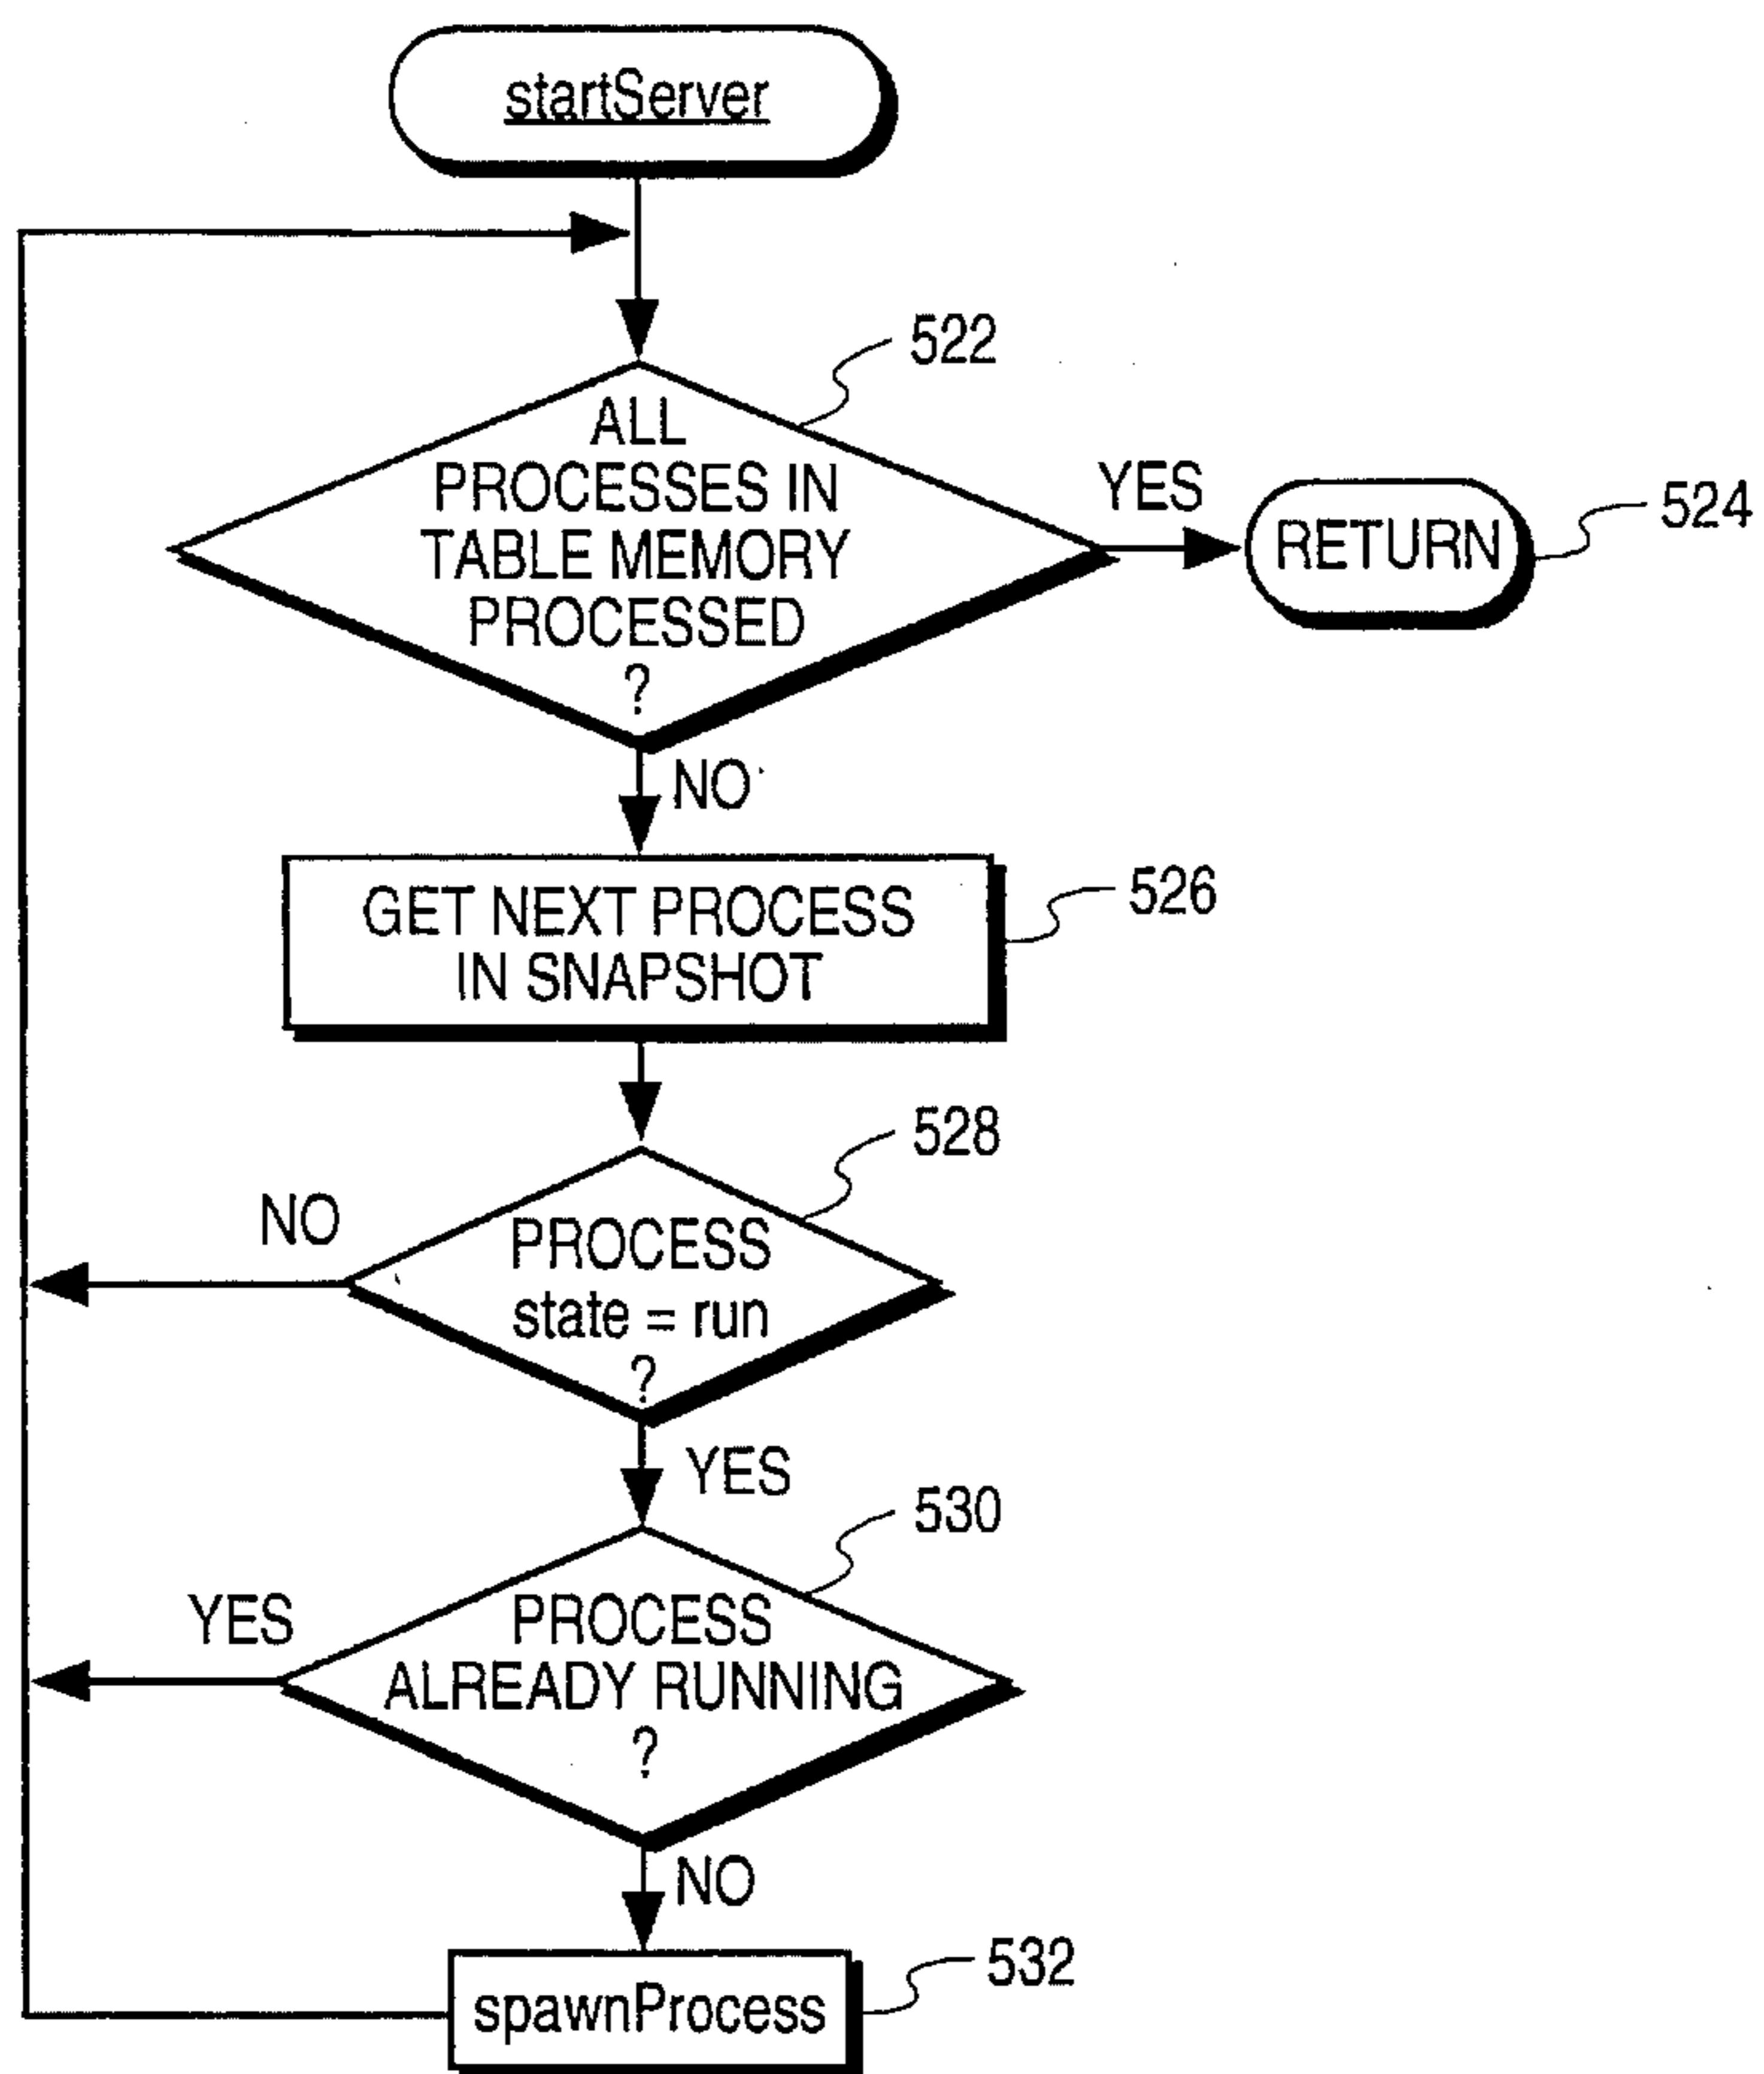 startServer
522
ALL
PROCESSES IN
TABLE MEMORY
PROCESSED
?
YES
RETURN
524
NO
GET NEXT PROCESS
IN SNAPSHOT
526
528
NO
PROCESS
state = run
?
YES
530
YES
PROCESS
ALREADY RUNNING
?
NO
spawnProcess
532